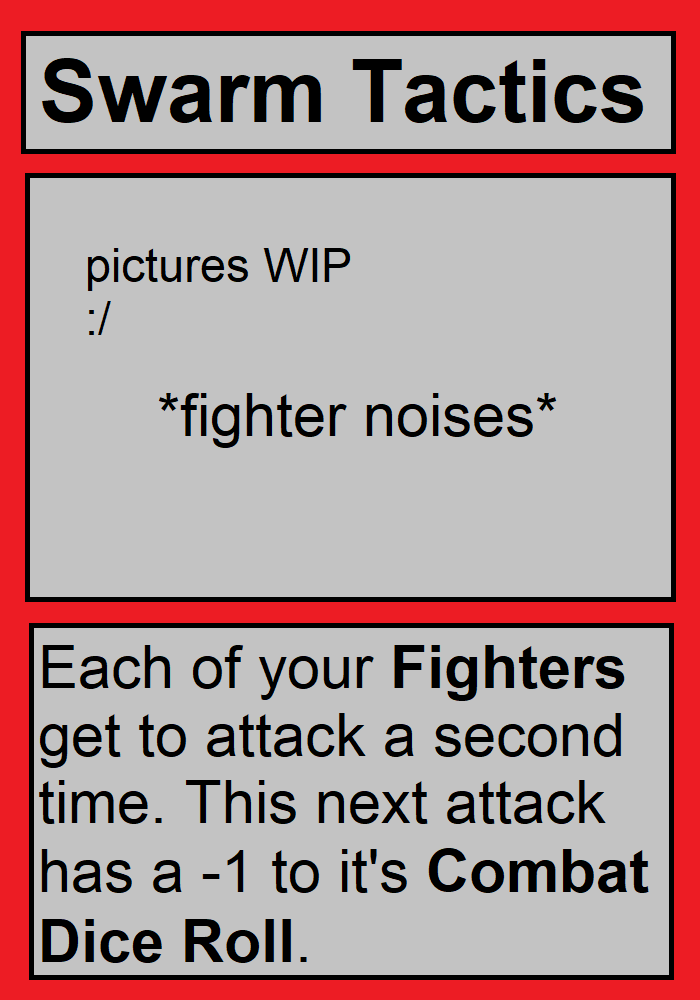 Swarm Tactics
pictures WIP
:/
*fighter noises*
Each of your Fighters
get to attack a second
time. This next attack
has a -1 to it's Combat
Dice Roll.